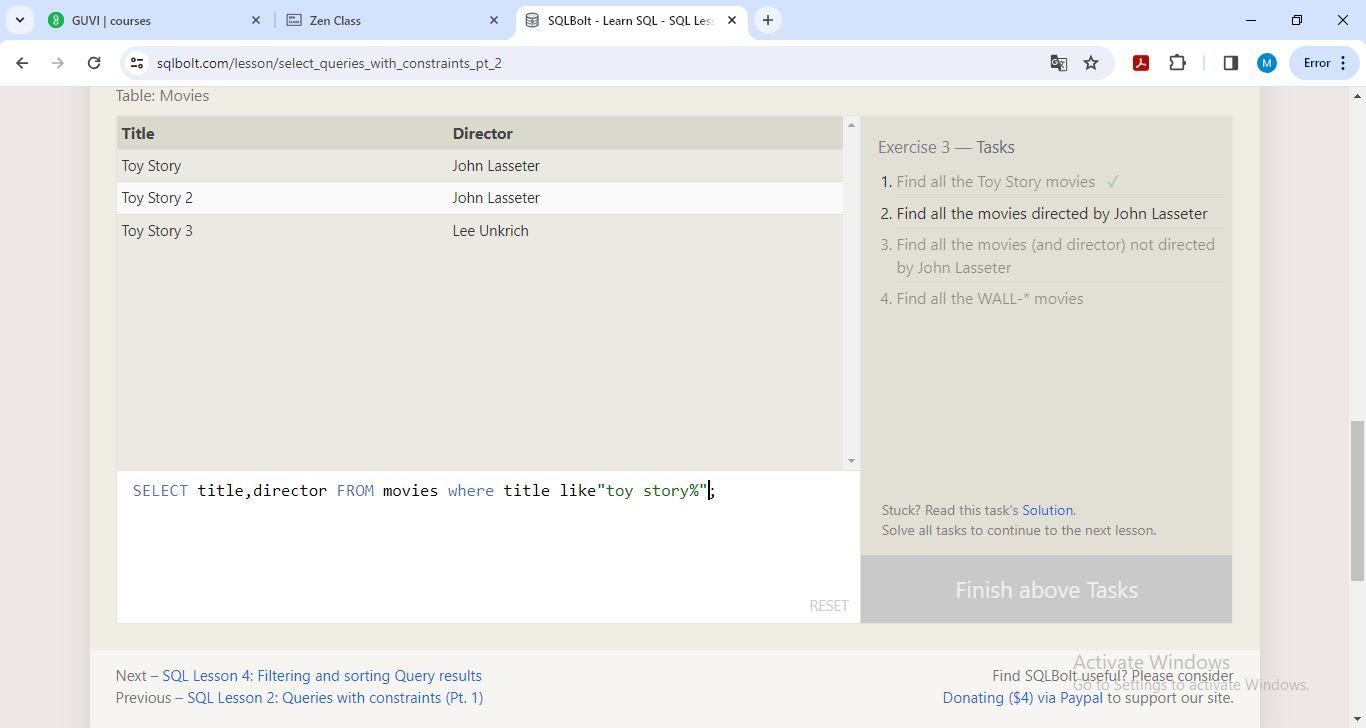 GUVI | courses
Zen Class
SQLBolt - Learn SQL - SQL Les
sqlbolt.com/lesson/select_queries_with_constraints_pt_2
M
Error
Table: Movies
Title Director
Toy Story John Lasseter
Toy Story 2 John Lasseter
Toy Story 3 Lee Unkrich
SELECT title,director FROM movies where title like"toy story%";
RESET
Exercise 3 — Tasks
1. Find all the Toy Story movies ✓
2. Find all the movies directed by John Lasseter
3. Find all the movies (and director) not directed
by John Lasseter
4. Find all the WALL-* movies
Stuck? Read this task's Solution.
Solve all tasks to continue to the next lesson.
Finish above Tasks
Next – SQL Lesson 4: Filtering and sorting Query results
Previous – SQL Lesson 2: Queries with constraints (Pt. 1)
Find SQLBolt useful? Please consider
Donating ($4) via Paypal to support our site.
Activate Windows
Go to Settings to activate Windows.